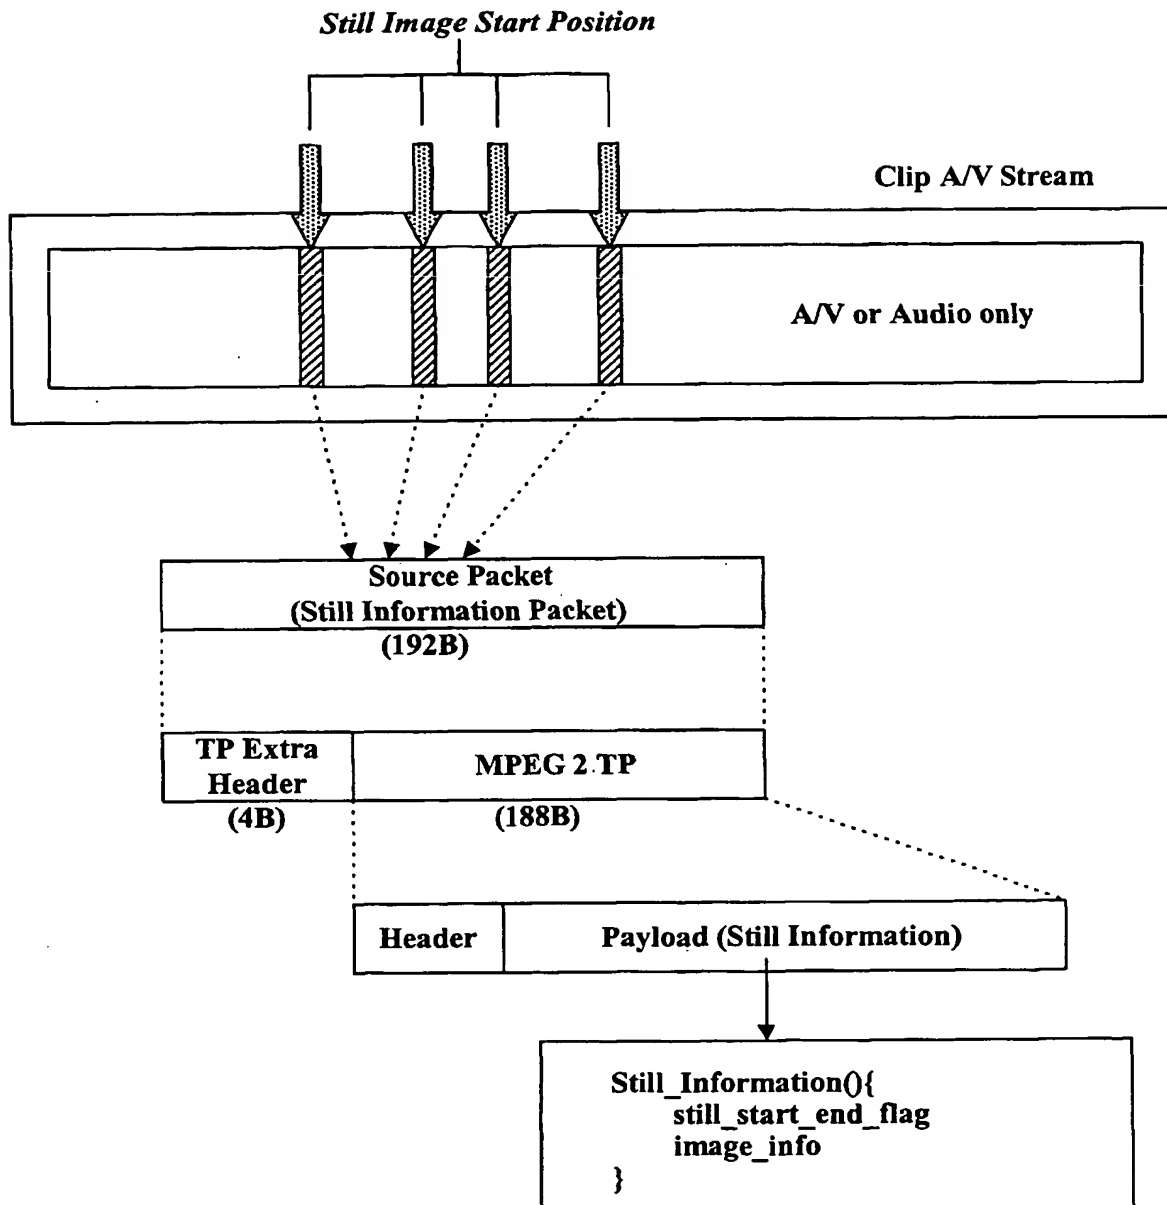 Still Image Start Position
Clip A/V Stream
A/V or Audio only
Source Packet
(Still Information Packet)
(192B)
TP Extra
Header
MPEG 2 TP
(4B)
(188B)
Header
Payload (Still Information)
Still_Information(){
still_start_end_flag
image_info
}